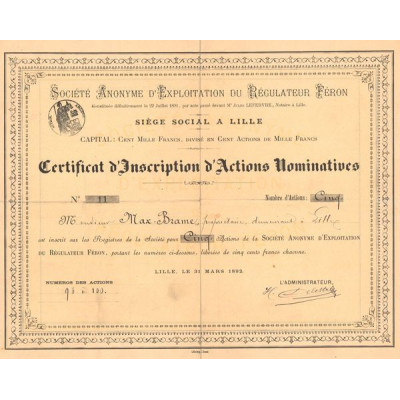 SOCIÉTÉ ANONYME D'EXPLOITATION DU RÉGULATEUR FÉRON
SIÈGE SOCIAL A LILLE
CAPITAL: CENT MILLE FRANCS, DIVISÉ EN CENT ACTIONS DE MILLE FRANCS
Certificat d'Inscription d'Actions Nominatives
N° 11 Nombre d'Actions: Cinq
Monsieur Max Brame, propriétaire demeurant à Lille
est inscrit sur les Registres de la Société pour Cinq Actions de la SOCIÉTÉ ANONYME D'EXPLOITATION
DU RÉGULATEUR FÉRON, portant les numéros ci-dessous, libérées de cinq cents francs chacune.
LILLE, LE 31 MARS 1882.
NUMÉROS DES ACTIONS L'ADMINISTRATEUR,